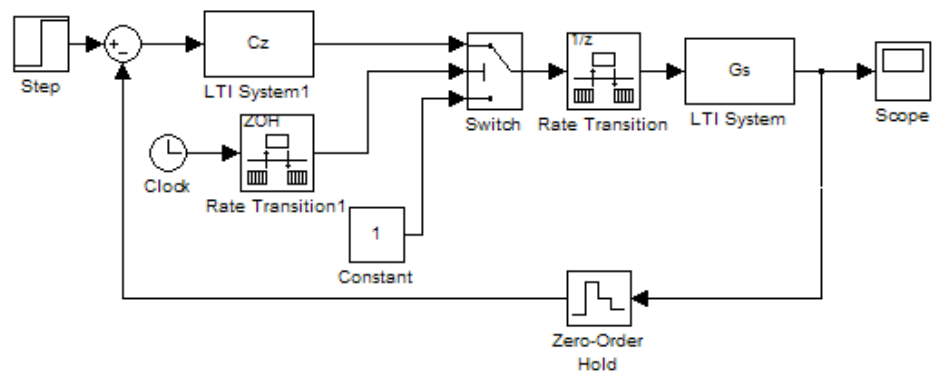 Step
+
−
Cz
LTI System1
Clock
ZOH
Rate Transition1
1
Constant
Switch
1/z
Rate Transition
Gs
LTI System
Scope
Zero-Order
Hold